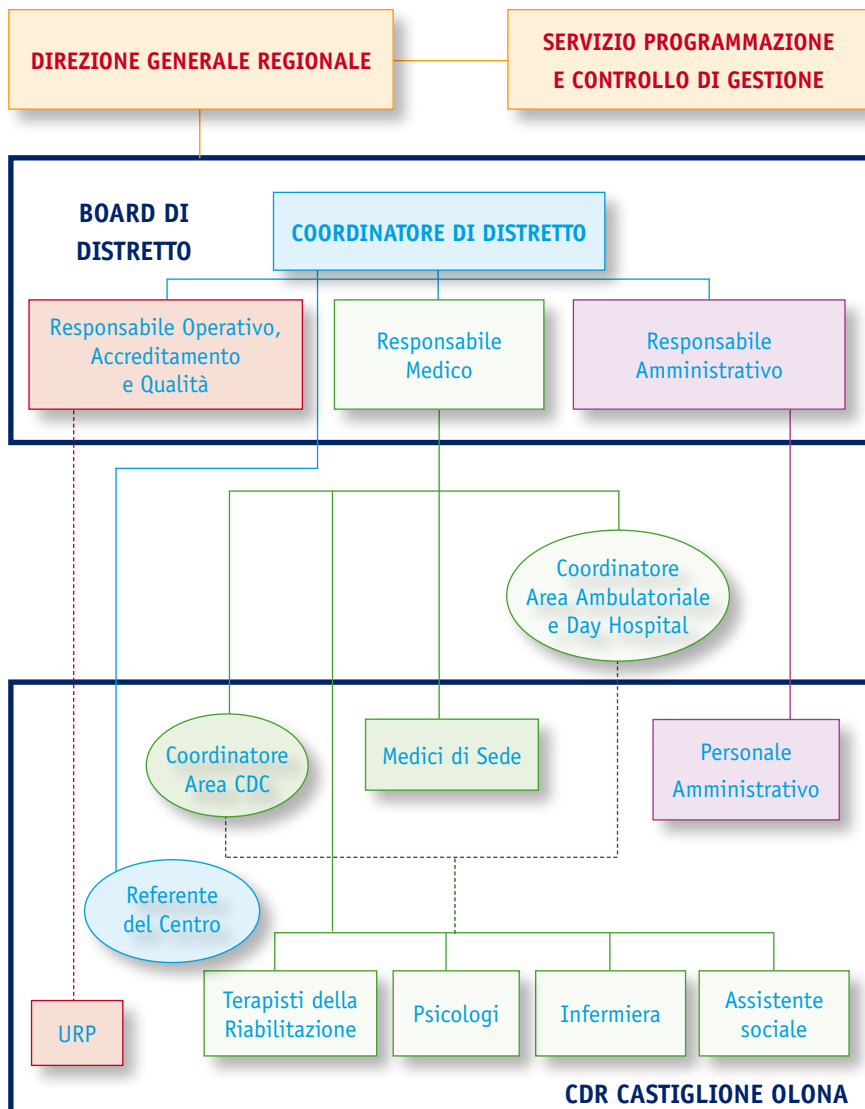 DIREZIONE GENERALE REGIONALE
SERVIZIO PROGRAMMAZIONE
E CONTROLLO DI GESTIONE
BOARD DI
DISTRETTO
COORDINATORE DI DISTRETTO
Responsabile Operativo,
Accreditamento
e Qualità
Responsabile
Medico
Responsabile
Amministrativo
Coordinatore
Area Ambulatoriale
e Day Hospital
Coordinatore
Area CDC
Medici di Sede
Personale
Amministrativo
Referente
del Centro
URP
Terapisti della
Riabilitazione
Psicologi
Infermiera
Assistente
sociale
CDR CASTIGLIONE OLONA